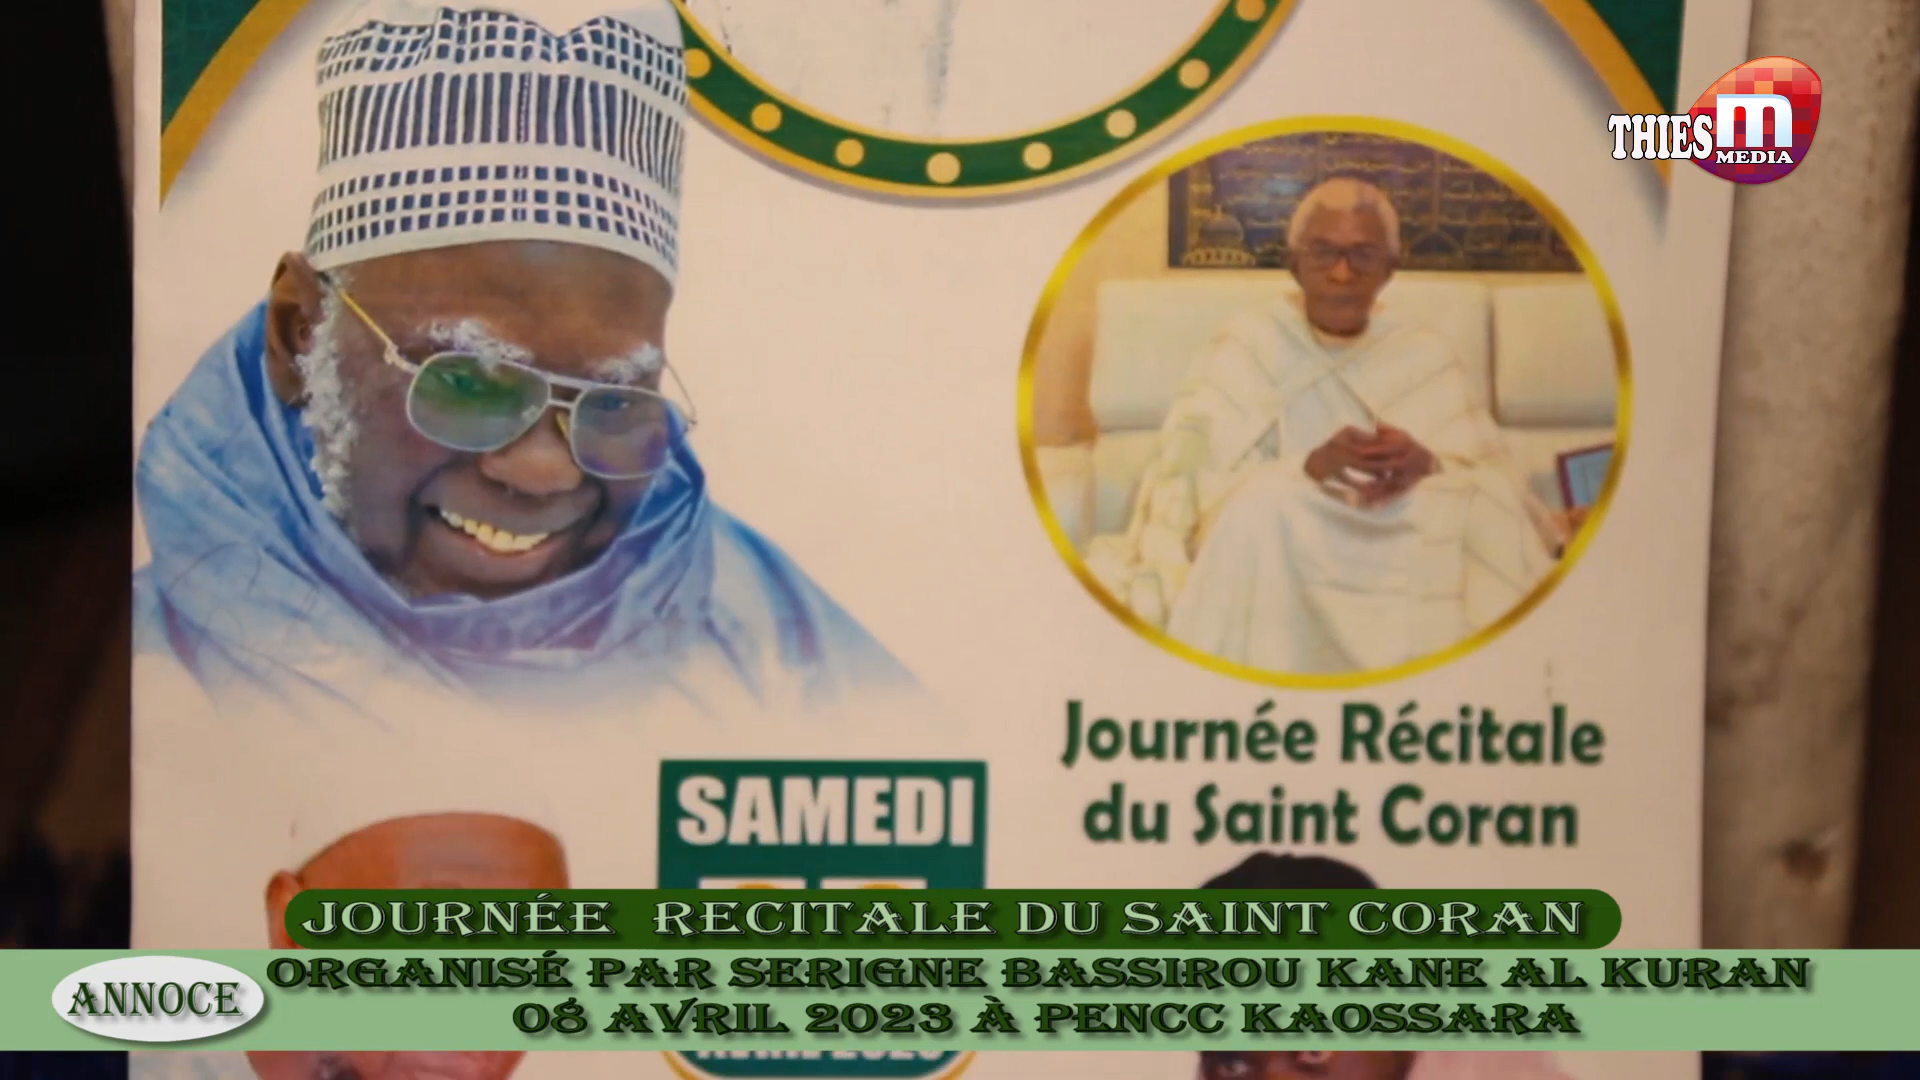 THIES m
MEDIA
Journée Récitale
du Saint Coran
SAMEDI
JOURNÉE RECITALE DU SAINT CORAN
ANNOCE
ORGANISÉ PAR SERIGNE BASSIROU KANE AL KURAN
08 AVRIL 2023 À PENCC KAOSSARA